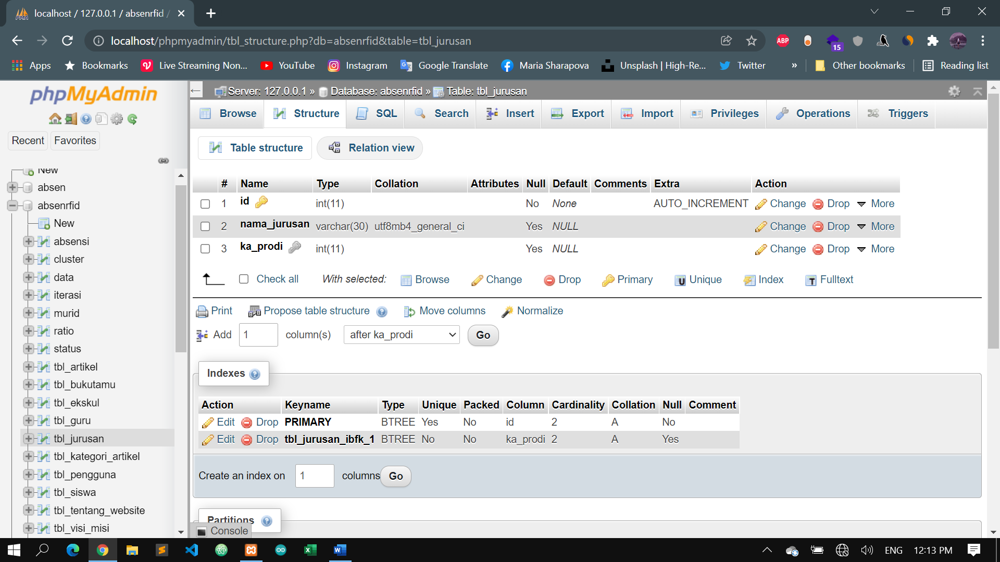 localhost / 127.0.0.1 / absenrfid /
localhost/phpmyadmin/tbl_structure.php?db=absenrfid&table=tbl_jurusan
ABP
15
Apps
Bookmarks
Live Streaming Non...
YouTube
Instagram
Google Translate
Maria Sharapova
Unsplash | High-Re...
Twitter
»
Other bookmarks
Reading list
phpMyAdmin
Recent
Favorites
New
absen
absenrfid
New
absensi
cluster
data
iterasi
murid
ratio
status
tbl_artikel
tbl_bukutamu
tbl_ekskul
tbl_guru
tbl_jurusan
tbl_kategori_artikel
tbl_pengguna
tbl_siswa
tbl_tentang_website
tbl_visi_misi
Server: 127.0.0.1 » Database: absenrfid » Table: tbl_jurusan
Browse Structure SQL Search Insert Export Import Privileges Operations Triggers
Table structure Relation view
# Name Type Collation Attributes Null Default Comments Extra Action
1 id int(11) No None AUTO_INCREMENT Change Drop More
2 nama_jurusan varchar(30) utf8mb4_general_ci Yes NULL Change Drop More
3 ka_prodi int(11) Yes NULL Change Drop More
Check all With selected: Browse Change Drop Primary Unique Index Fulltext
Print Propose table structure Move columns Normalize
Add 1 column(s) after ka_prodi Go
Indexes
Action Keyname Type Unique Packed Column Cardinality Collation Null Comment
Edit Drop PRIMARY BTREE Yes No id 2 A No
Edit Drop tbl_jurusan_ibfk_1 BTREE No No ka_prodi 2 A Yes
Create an index on 1 columns Go
Partitions
Console
ENG 12:13 PM